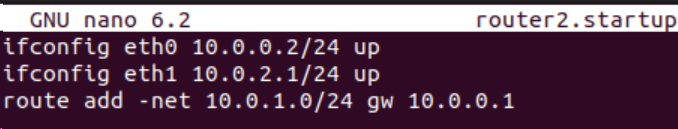 GNU nano 6.2 router2.startup
ifconfig eth0 10.0.0.2/24 up
ifconfig eth1 10.0.2.1/24 up
route add -net 10.0.1.0/24 gw 10.0.0.1